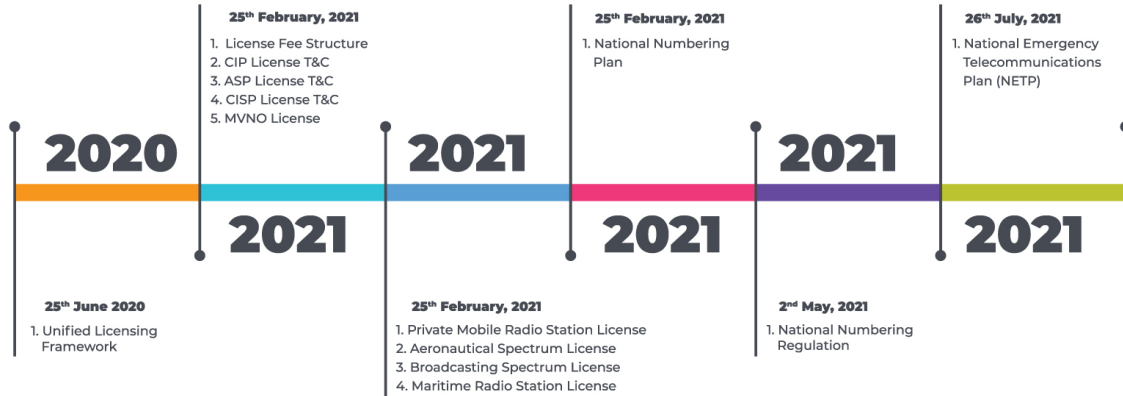 25th February, 2021
1. License Fee Structure
2. CIP License T&C
3. ASP License T&C
4. CISP License T&C
5. MVNO License
25th February, 2021
1. National Numbering
Plan
26th July, 2021
1. National Emergency
Telecommunications
Plan (NETP)
2020
2021
2021
2021
2021
2021
25th June 2020
1. Unified Licensing
Framework
25th February, 2021
1. Private Mobile Radio Station License
2. Aeronautical Spectrum License
3. Broadcasting Spectrum License
4. Maritime Radio Station License
2nd May, 2021
1. National Numbering
Regulation